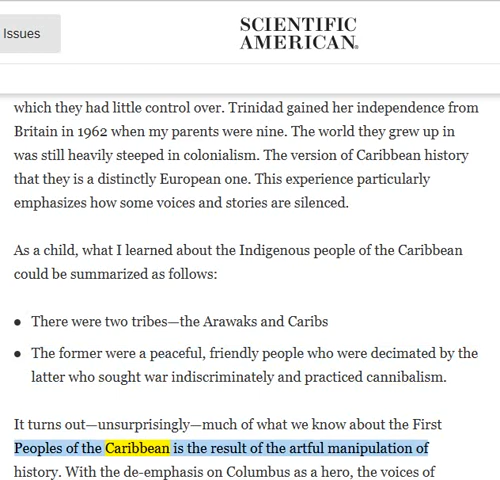 Issues
SCIENTIFIC
AMERICAN®
which they had little control over. Trinidad gained her independence from
Britain in 1962 when my parents were nine. The world they grew up in
was still heavily steeped in colonialism. The version of Caribbean history
that they is a distinctly European one. This experience particularly
emphasizes how some voices and stories are silenced.
As a child, what I learned about the Indigenous people of the Caribbean
could be summarized as follows:
• There were two tribes—the Arawaks and Caribs
• The former were a peaceful, friendly people who were decimated by the
latter who sought war indiscriminately and practiced cannibalism.
It turns out—unsurprisingly—much of what we know about the First
Peoples of the Caribbean is the result of the artful manipulation of
history. With the de-emphasis on Columbus as a hero, the voices of